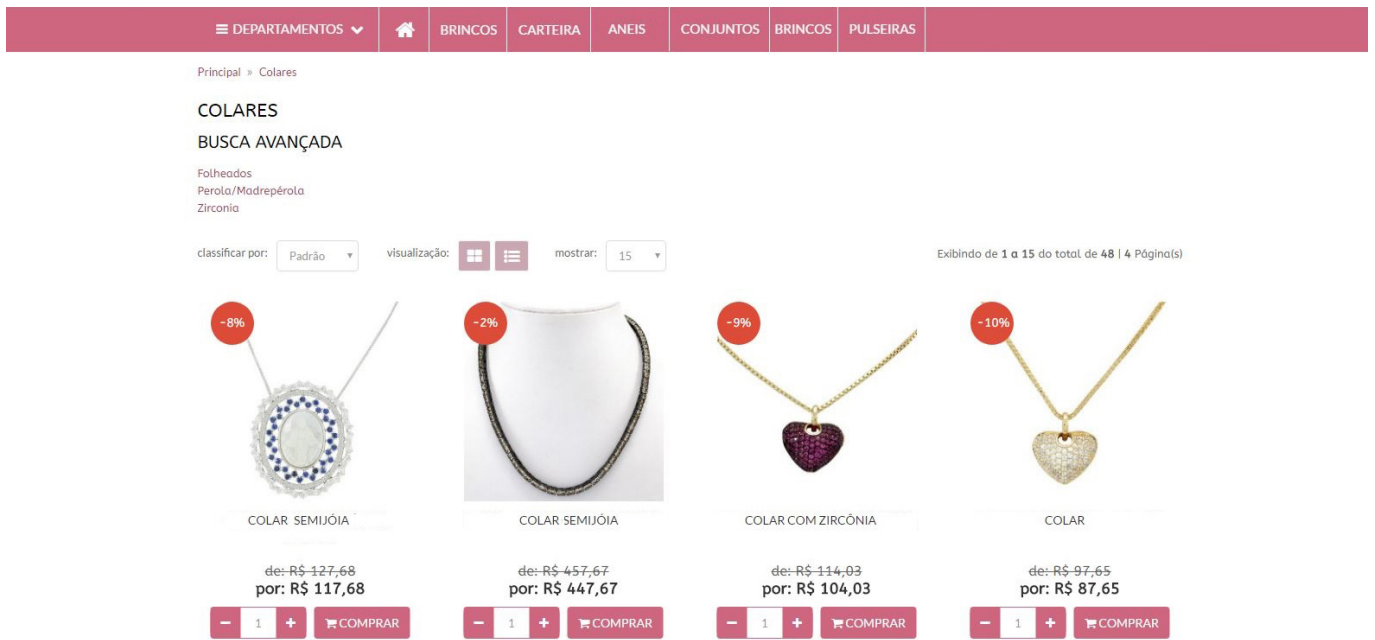 DEPARTAMENTOS BRINCOS CARTEIRA ANEIS CONJUNTOS BRINCOS PULSEIRAS
Principal » Colares
COLARES
BUSCA AVANÇADA
Folheados
Perola/Madrepérola
Zirconia
classificar por: Padrão visualização: mostrar: 15 Exibindo de 1 a 15 do total de 48 | 4 Página(s)
-8% -2% -9% -10%
COLAR SEMIJÓIA COLAR SEMIJÓIA COLAR COM ZIRCÔNIA COLAR
de: R$ 127,68 de: R$ 457,67 de: R$ 114,03 de: R$ 97,65
por: R$ 117,68 por: R$ 447,67 por: R$ 104,03 por: R$ 87,65
− 1 + COMPRAR − 1 + COMPRAR − 1 + COMPRAR − 1 + COMPRAR